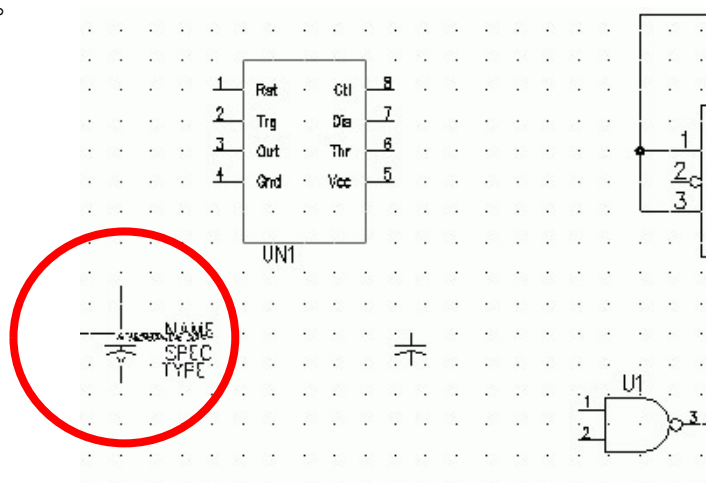 。
1 Rst Ctl 8
2 Trg Dis 7
3 Out Thr 6
4 Gnd Vcc 5
UN1
1
2
3
NAME
SPEC
TYPE
U1
1
2
3